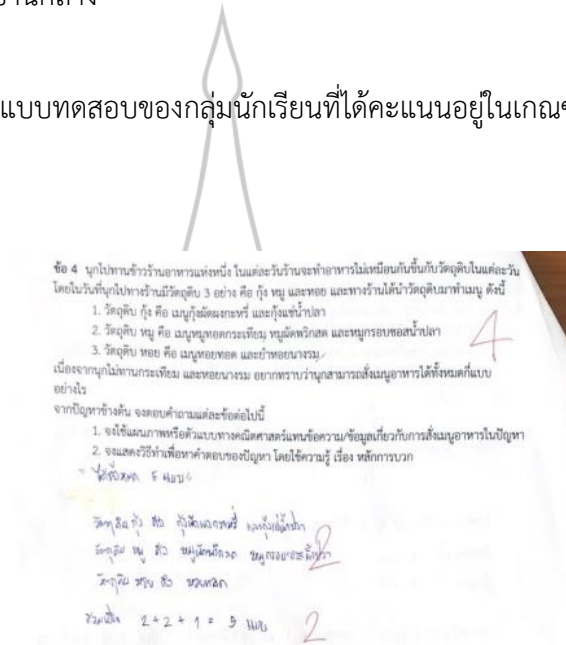 แบบทดสอบของกลุ่มนักเรียนที่ได้คะแนนอยู่ในเกณฑ์
ข้อ 4 นุกไปทานข้าวร้านอาหารแห่งหนึ่ง ในแต่ละวันร้านจะทำอาหารไม่เหมือนกันขึ้นกับวัตถุดิบในแต่ละวัน
โดยในวันที่นุกไปทางร้านมีวัตถุดิบ 3 อย่าง คือ กุ้ง หมู และหอย และทางร้านได้นำวัตถุดิบมาทำเมนู ดังนี้
1. วัตถุดิบ กุ้ง คือ เมนูกุ้งผัดผงกะหรี่ และกุ้งแช่น้ำปลา
2. วัตถุดิบ หมู คือ เมนูหมูทอดกระเทียม หมูผัดพริกสด และหมูกรอบซอสน้ำปลา
3. วัตถุดิบ หอย คือ เมนูหอยทอด และยำหอยนางรม
4
เนื่องจากนุกไม่ทานกระเทียม และหอยนางรม อยากทราบว่านุกสามารถสั่งเมนูอาหารได้ทั้งหมดกี่แบบ
อย่างไร
จากปัญหาข้างต้น จงตอบคำถามแต่ละข้อต่อไปนี้
1. จงใช้แผนภาพหรือตัวแบบทางคณิตศาสตร์แทนข้อความ/ข้อมูลเกี่ยวกับการสั่งเมนูอาหารในปัญหา
2. จงแสดงวิธีทำเพื่อหาคำตอบของปัญหา โดยใช้ความรู้ เรื่อง หลักการบวก
ได้ทั้งหมด 5 แบบ
วัตถุดิบ กุ้ง คือ กุ้งผัดผงกะหรี่ และกุ้งแช่น้ำปลา
วัตถุดิบ หมู คือ หมูผัดพริกสด หมูกรอบซอสน้ำปลา
2
วัตถุดิบ หอย คือ หอยทอด
2 + 2 + 1 = 5 แบบ
2